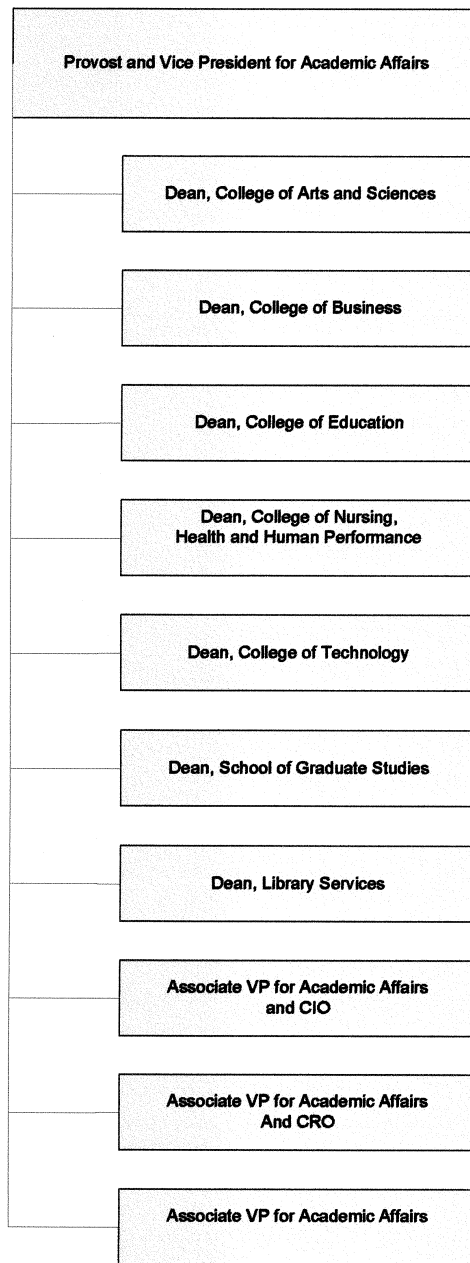 Provost and Vice President for Academic Affairs
Dean, College of Arts and Sciences
Dean, College of Business
Dean, College of Education
Dean, College of Nursing,
Health and Human Performance
Dean, College of Technology
Dean, School of Graduate Studies
Dean, Library Services
Associate VP for Academic Affairs
and CIO
Associate VP for Academic Affairs
And CRO
Associate VP for Academic Affairs